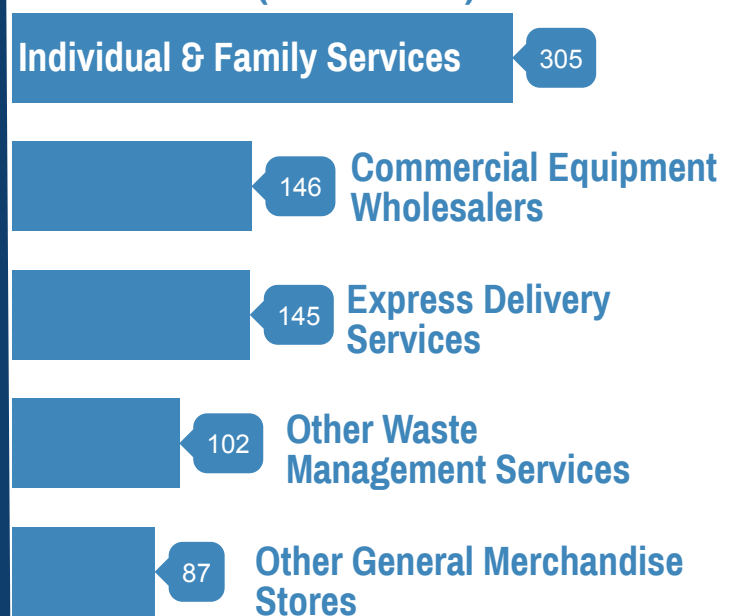 Individual & Family Services
305
146
Commercial Equipment
Wholesalers
145
Express Delivery
Services
102
Other Waste
Management Services
87
Other General Merchandise
Stores